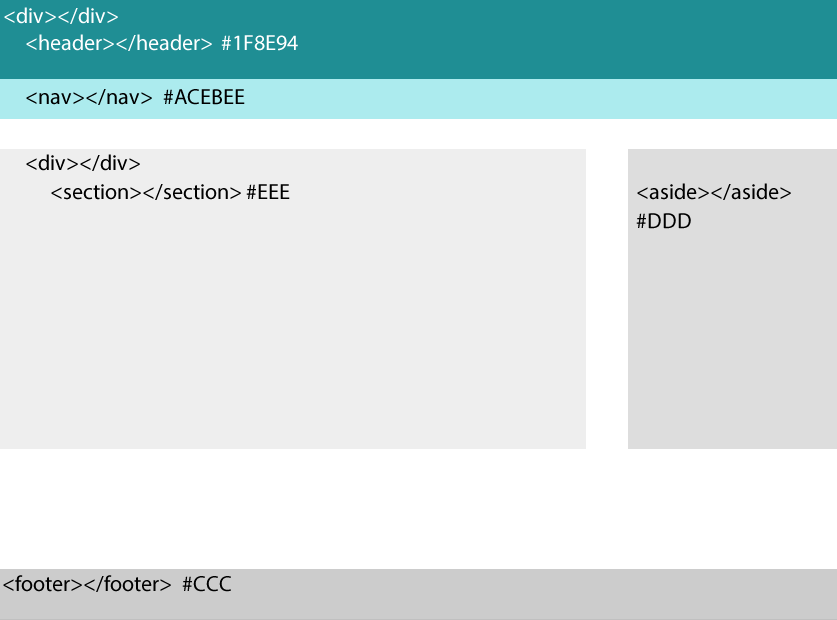 <div></div>
<header></header> #1F8E94
<nav></nav> #ACEBEE
<div></div>
<section></section> #EEE
<aside></aside>
#DDD
<footer></footer> #CCC